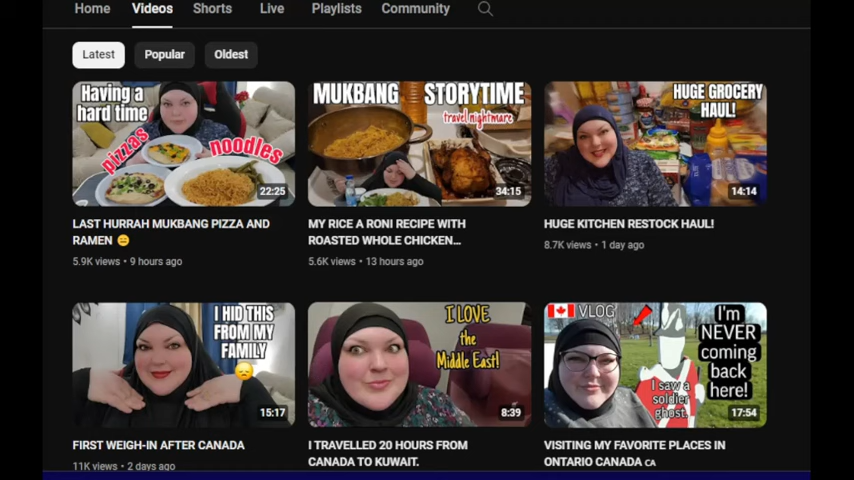 Home Videos Shorts Live Playlists Community
Latest Popular Oldest
Having a
hard time
pizzas
noodles
22:25
LAST HURRAH MUKBANG PIZZA AND
RAMEN 😑
5.9K views • 9 hours ago
MUKBANG STORYTIME
travel nightmare
34:15
MY RICE A RONI RECIPE WITH
ROASTED WHOLE CHICKEN...
5.6K views • 13 hours ago
HUGE GROCERY
HAUL!
14:14
HUGE KITCHEN RESTOCK HAUL!
8.7K views • 1 day ago
I HID THIS
FROM MY
FAMILY
15:17
FIRST WEIGH-IN AFTER CANADA
11K views • 2 days ago
I LOVE
the
Middle East!
8:39
I TRAVELLED 20 HOURS FROM
CANADA TO KUWAIT.
VLOG
I'm
NEVER
coming
back
here!
I saw a
soldier
ghost.
17:54
VISITING MY FAVORITE PLACES IN
ONTARIO CANADA CA